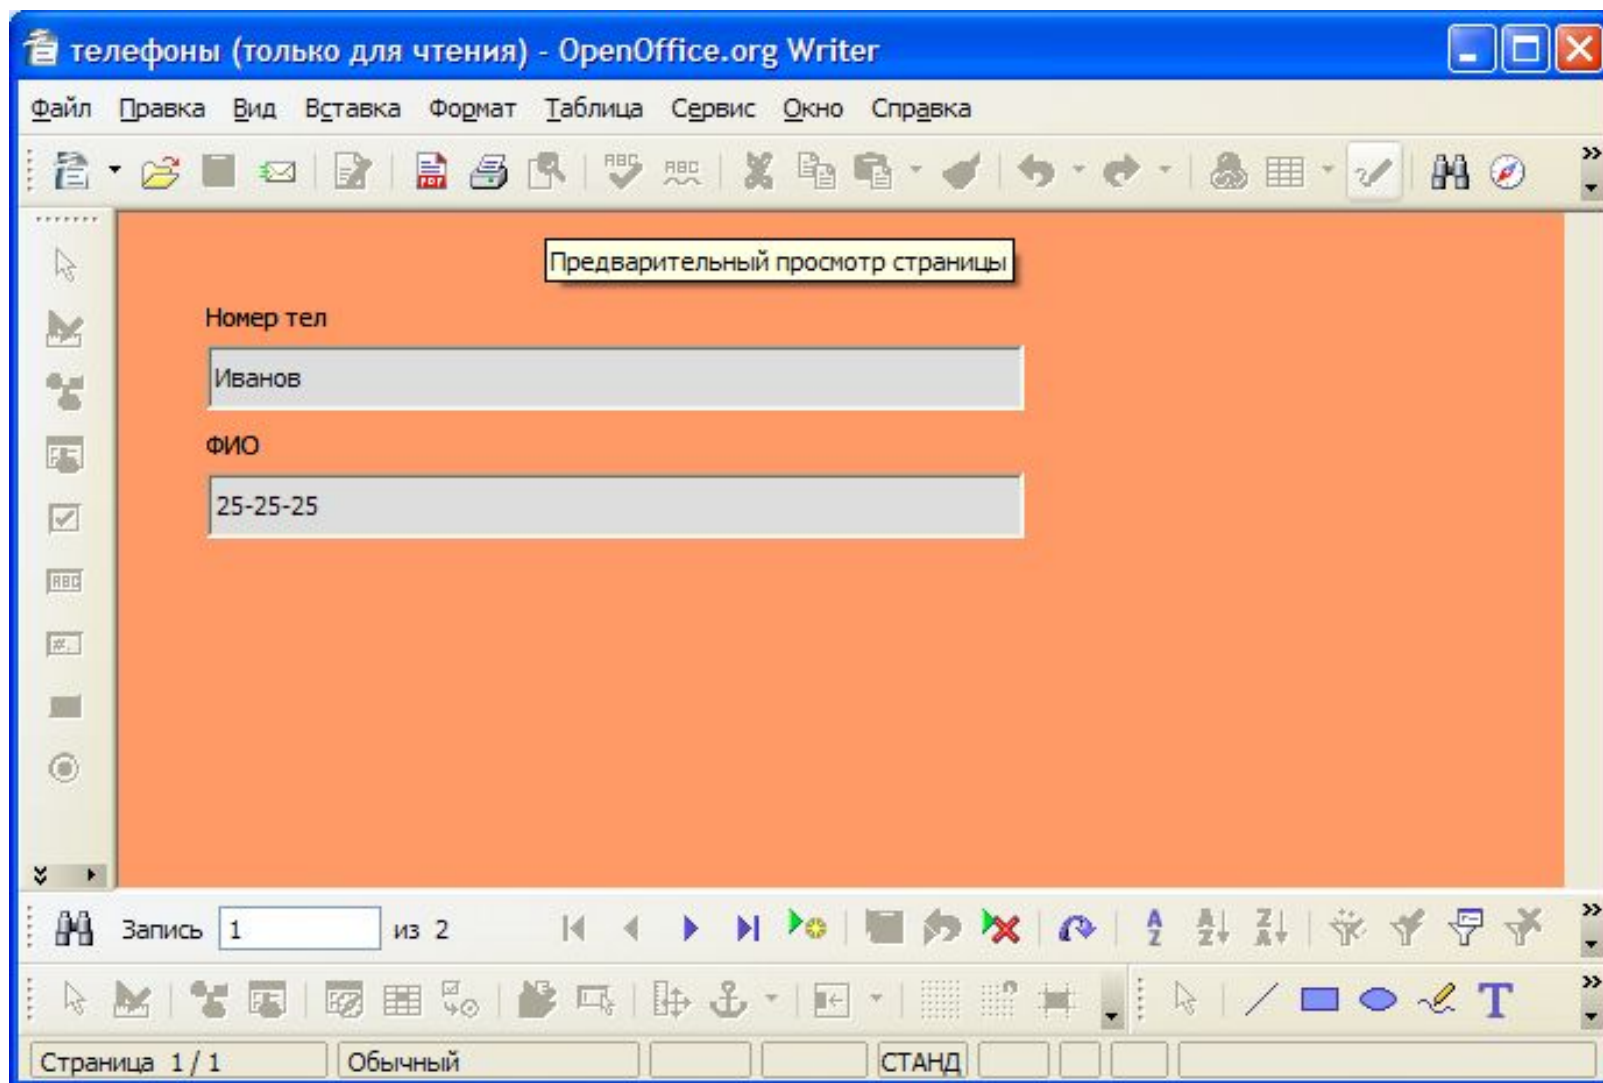 телефоны (только для чтения) - OpenOffice.org Writer
Файл Правка Вид Вставка Формат Таблица Сервис Окно Справка
Предварительный просмотр страницы
Номер тел
Иванов
ФИО
25-25-25
Запись 1 из 2
Страница 1 / 1 Обычный СТАНД